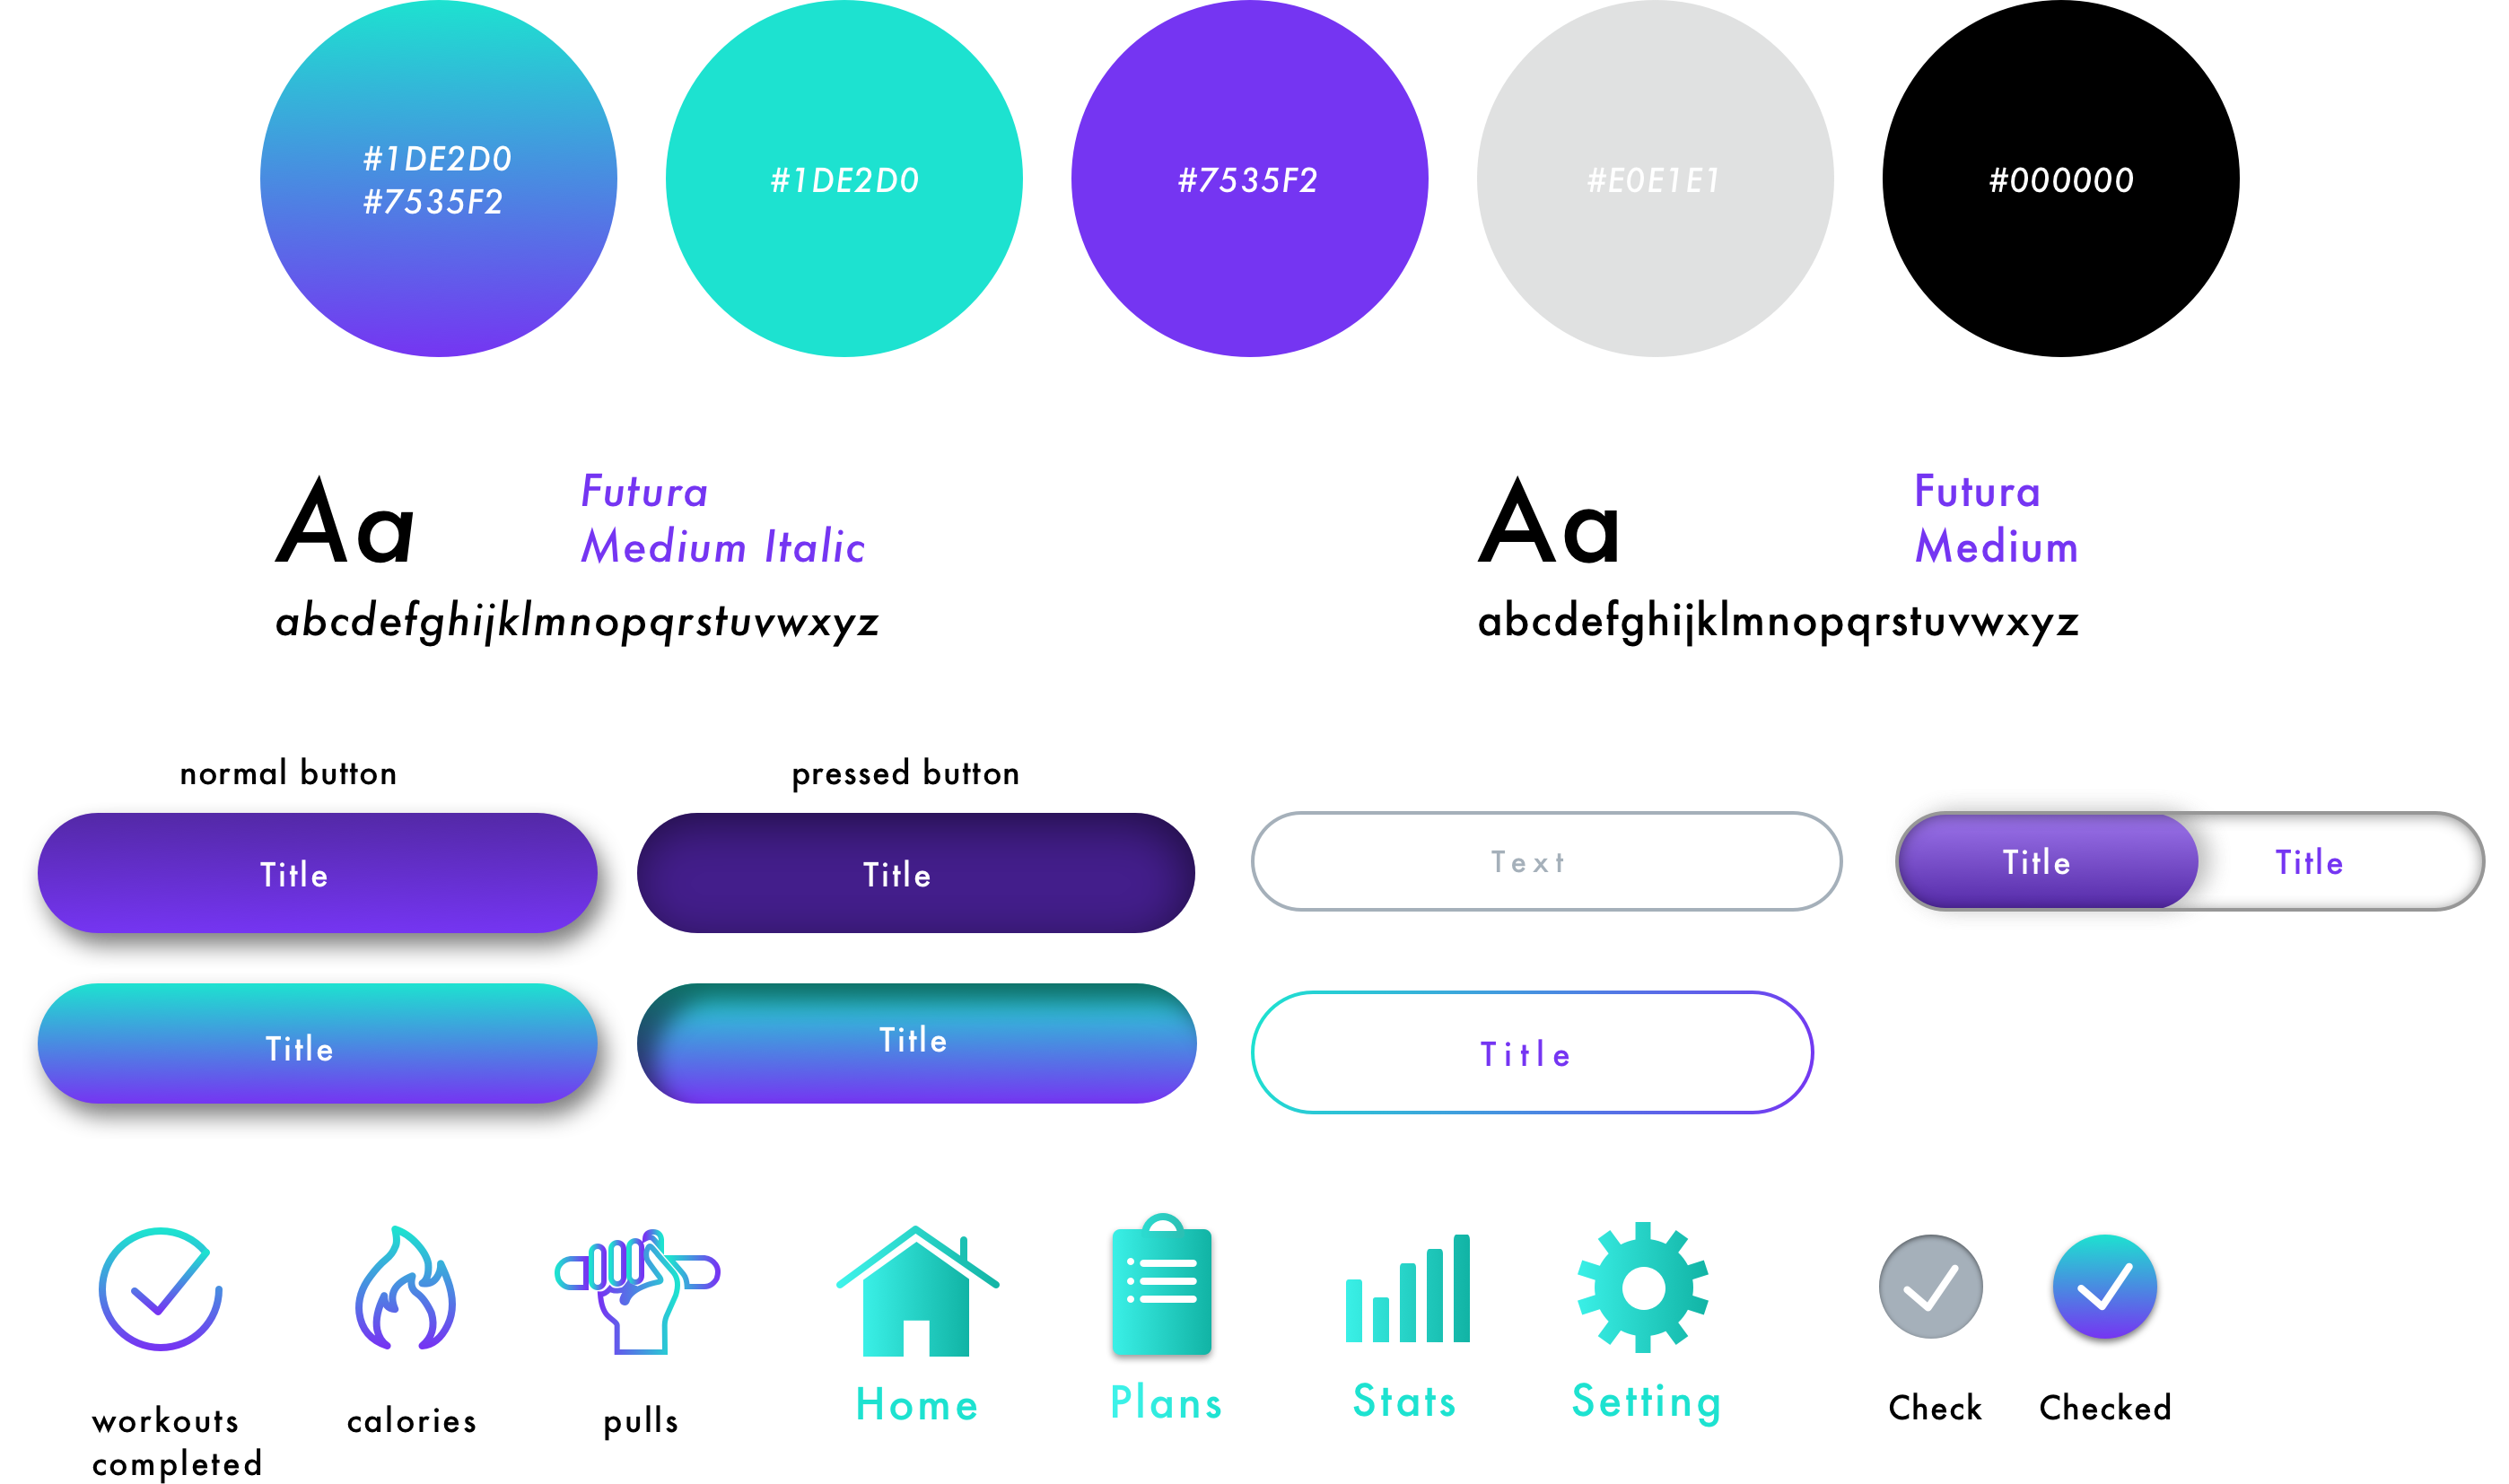 #1DE2D0
#7535F2
#1DE2D0
#7535F2
#E0E1E1
#000000
Aa
Futura
Medium Italic
abcdefghijklmnopqrstuvwxyz
Aa
Futura
Medium
abcdefghijklmnopqrstuvwxyz
normal button
pressed button
Title
Title
Text
Title
Title
Title
Title
Title
workouts
completed
calories
pulls
Home
Plans
Stats
Setting
Check
Checked